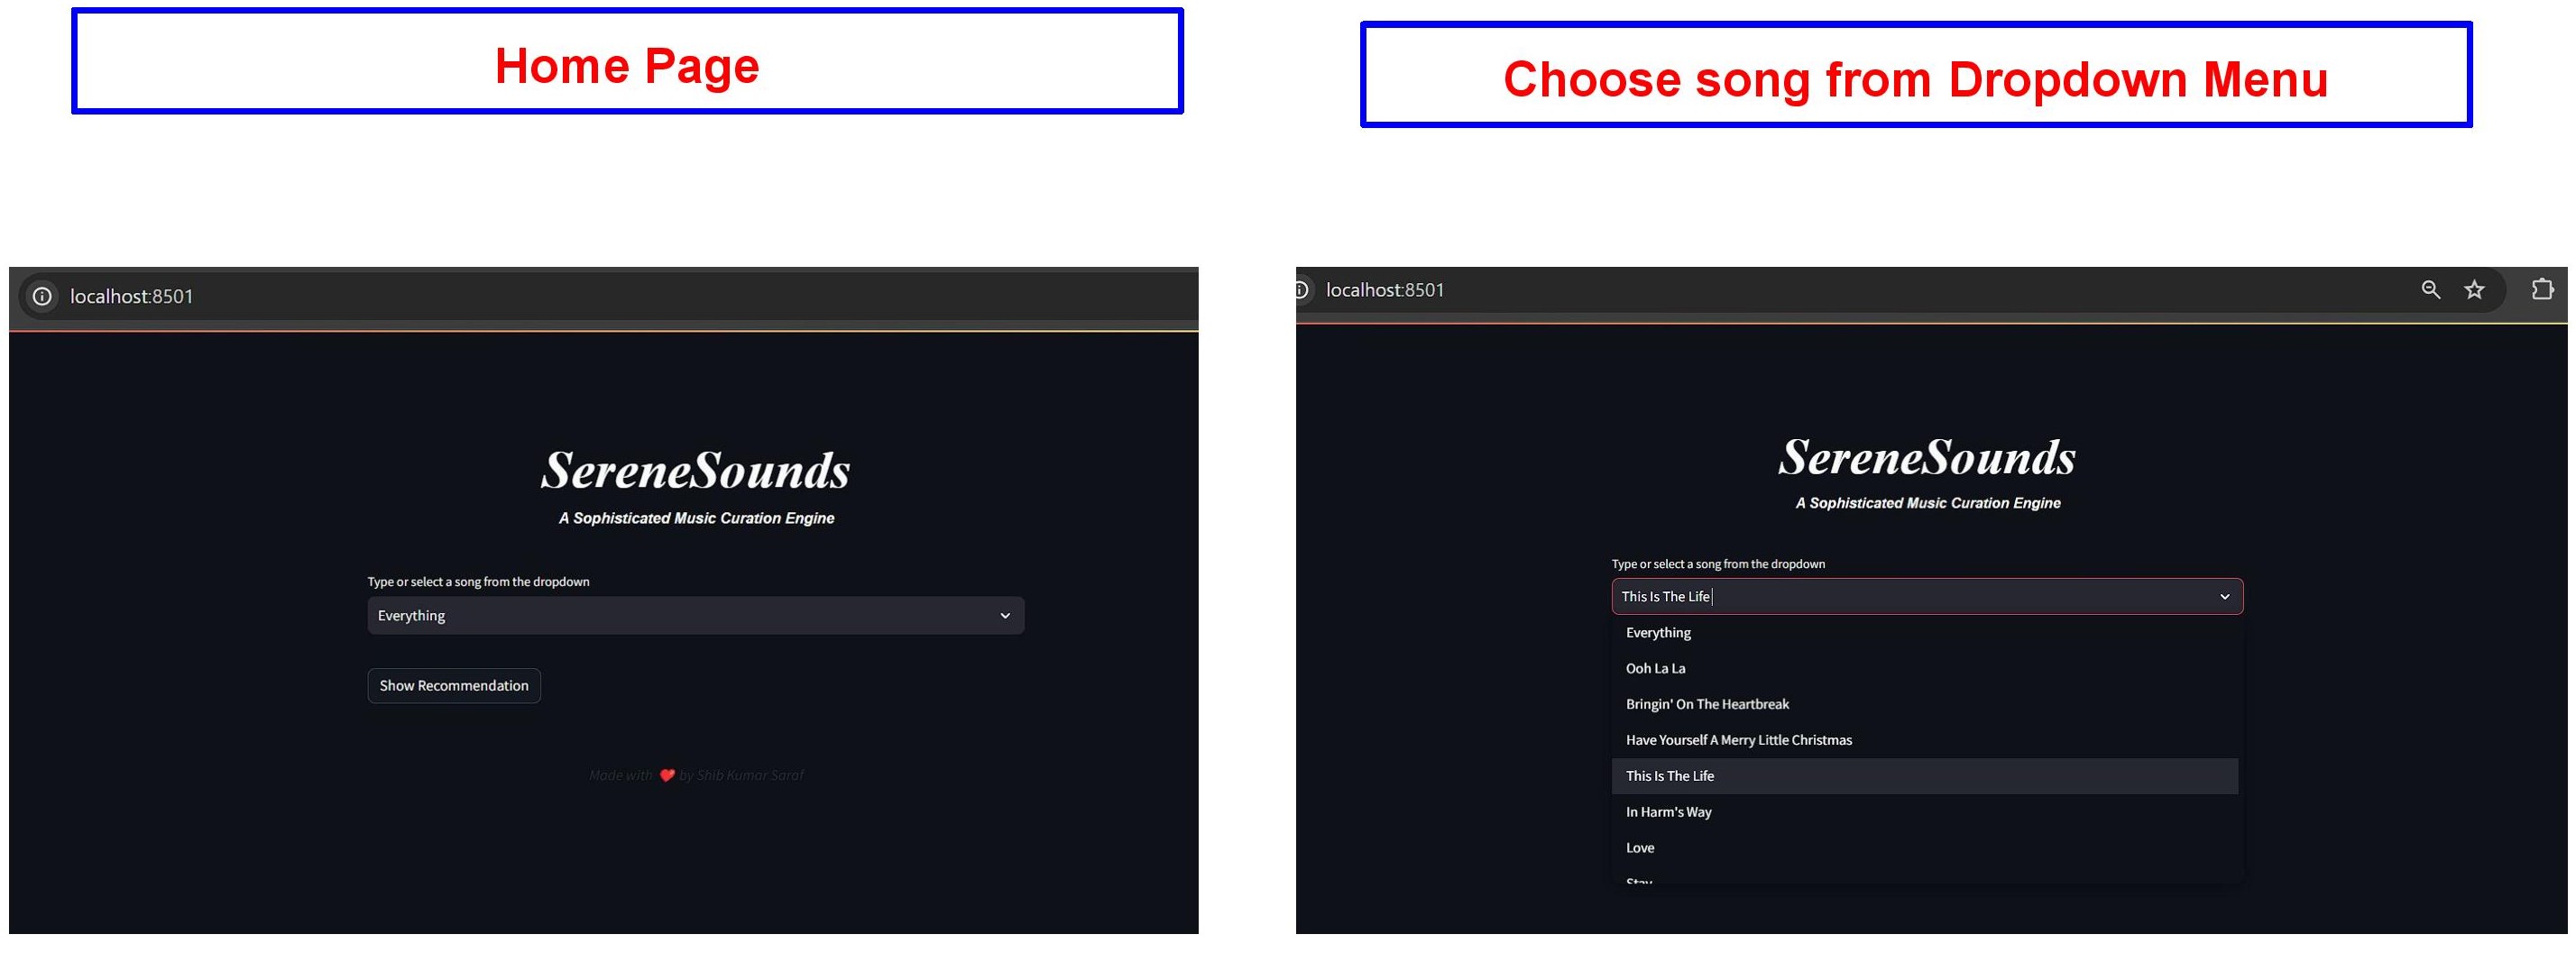 Home Page
localhost:8501
SereneSounds
A Sophisticated Music Curation Engine
Type or select a song from the dropdown
Everything
Show Recommendation
Made with ❤️ by Shib Kumar Saraf
Choose song from Dropdown Menu
localhost:8501
SereneSounds
A Sophisticated Music Curation Engine
Type or select a song from the dropdown
This Is The Life
Everything
Ooh La La
Bringin' On The Heartbreak
Have Yourself A Merry Little Christmas
This Is The Life
In Harm's Way
Love
Stay